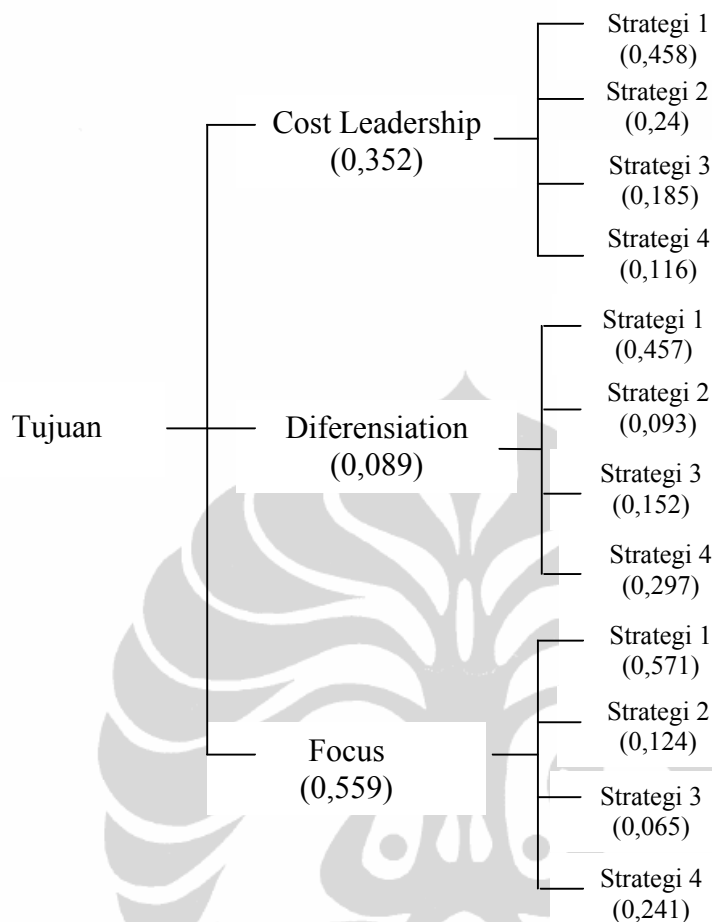 Strategi 1
(0,458)
Strategi 2
(0,24)
Cost Leadership
(0,352)
Strategi 3
(0,185)
Strategi 4
(0,116)
Strategi 1
(0,457)
Strategi 2
(0,093)
Tujuan
Diferensiation
(0,089)
Strategi 3
(0,152)
Strategi 4
(0,297)
Strategi 1
(0,571)
Strategi 2
(0,124)
Focus
(0,559)
Strategi 3
(0,065)
Strategi 4
(0,241)